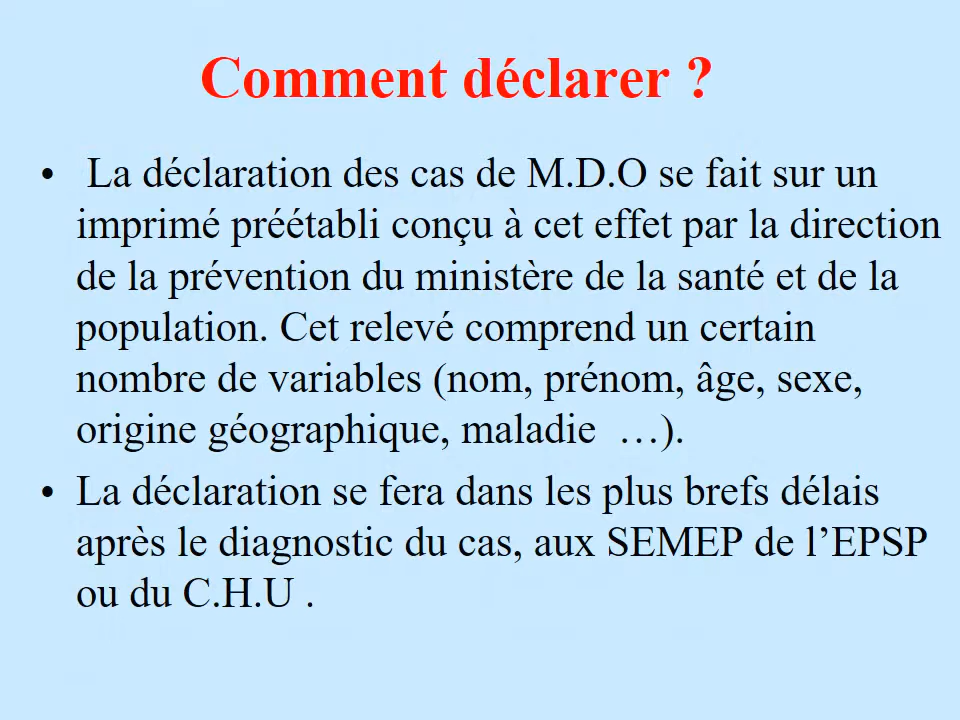 Comment déclarer ?
• La déclaration des cas de M.D.O se fait sur un
imprimé préétabli conçu à cet effet par la direction
de la prévention du ministère de la santé et de la
population. Cet relevé comprend un certain
nombre de variables (nom, prénom, âge, sexe,
origine géographique, maladie …).
• La déclaration se fera dans les plus brefs délais
après le diagnostic du cas, aux SEMEP de l’EPSP
ou du C.H.U .